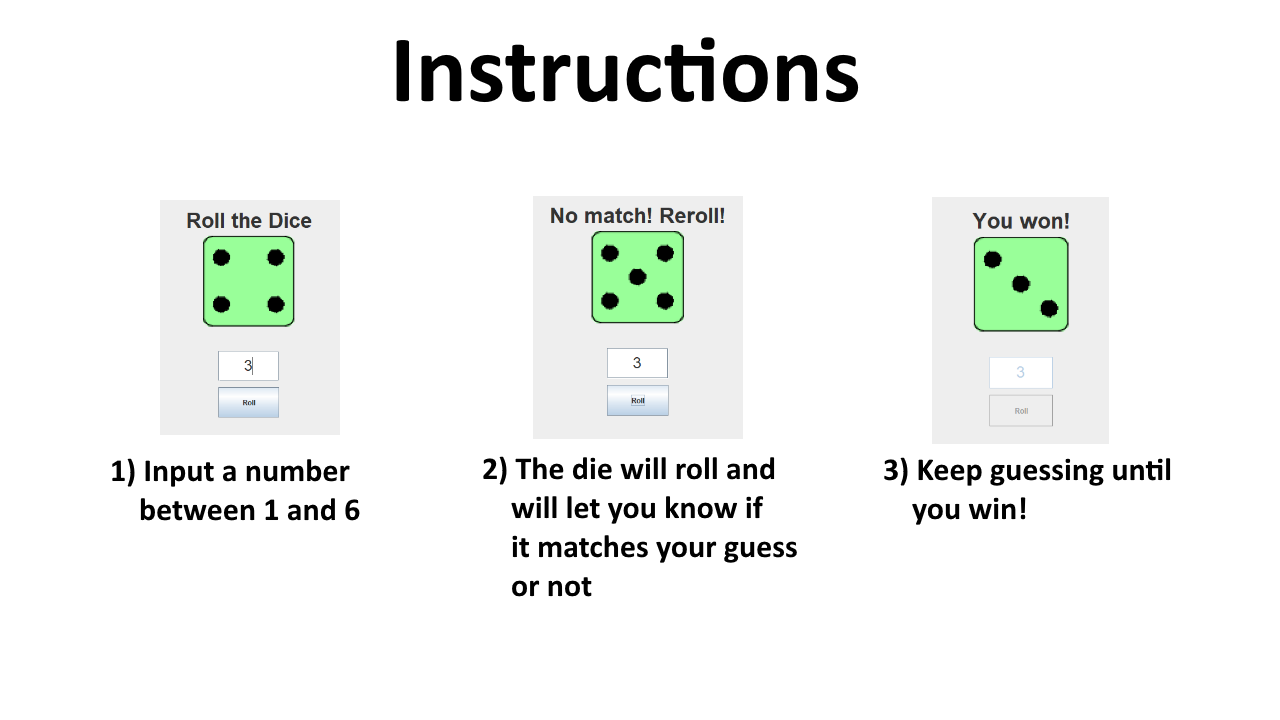 Instructions
Roll the Dice
3
Roll
1) Input a number
between 1 and 6
No match! Reroll!
3
Roll
2) The die will roll and
will let you know if
it matches your guess
or not
You won!
3
Roll
3) Keep guessing until
you win!